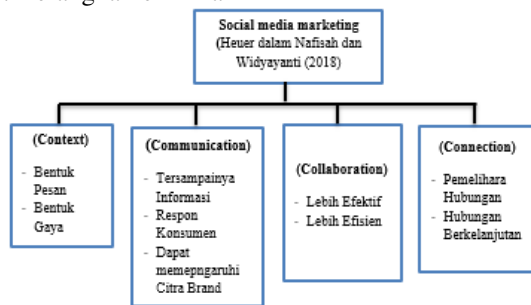 Social media marketing
(Heuer dalam Nafisah dan
Widyayanti (2018)
(Context)
- Bentuk
Pesan
- Bentuk
Gaya
(Communication)
- Tersampainya
Informasi
- Respon
Konsumen
- Dapat
memepngaruhi
Citra Brand
(Collaboration)
- Lebih Efektif
- Lebih Efisien
(Connection)
- Pemelihara
Hubungan
- Hubungan
Berkelanjutan